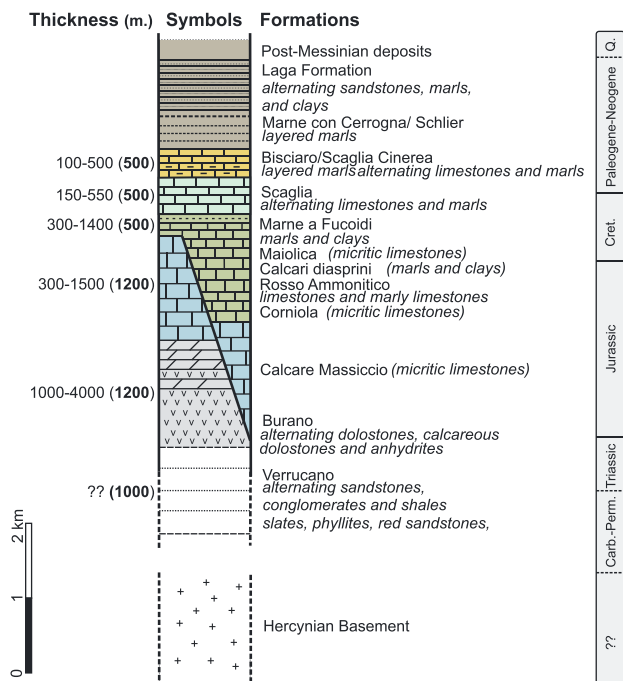 Thickness (m.) Symbols Formations
Post-Messinian deposits
Laga Formation
alternating sandstones, marls,
and clays
Marne con Cerrogna/ Schlier
layered marls
100-500 (500)
Bisciaro/Scaglia Cinerea
layered marls alternating limestones and marls
150-550 (500)
Scaglia
alternating limestones and marls
300-1400 (500)
Marne a Fucoidi
marls and clays
Maiolica (micritic limestones)
Calcari diasprini (marls and clays)
300-1500 (1200)
Rosso Ammonitico
limestones and marly limestones
Corniola (micritic limestones)
Calcare Massiccio (micritic limestones)
1000-4000 (1200)
Burano
alternating dolostones, calcareous
dolostones and anhydrites
Verrucano
?? (1000)
alternating sandstones,
conglomerates and shales
slates, phyllites, red sandstones,
Hercynian Basement
Q.
Paleogene-Neogene
Cret.
Jurassic
Triassic
Carb.-Perm.
??
2 km
1
0